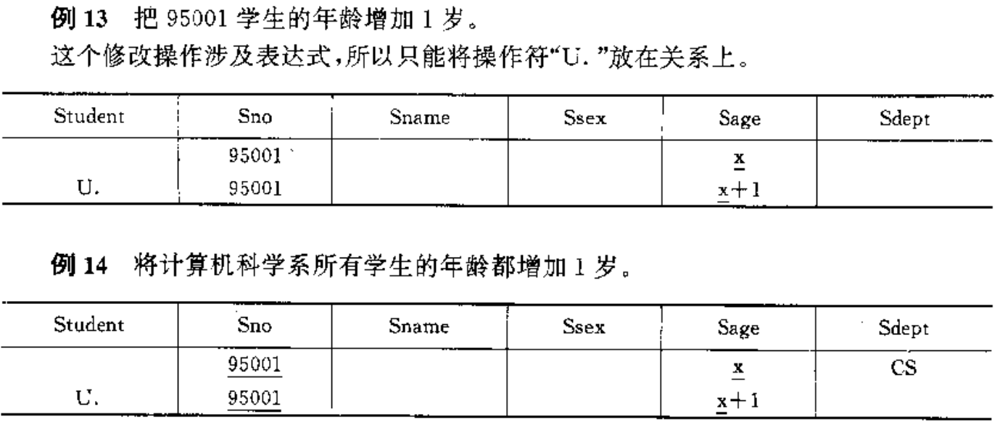 例 13 把 95001 学生的年龄增加 1 岁。
这个修改操作涉及表达式,所以只能将操作符“U. ”放在关系上。
Student Sno Sname Ssex Sage Sdept
95001 x
U. 95001 x+1
例 14 将计算机科学系所有学生的年龄都增加 1 岁。
Student Sno Sname Ssex Sage Sdept
95001 x CS
U. 95001 x+1